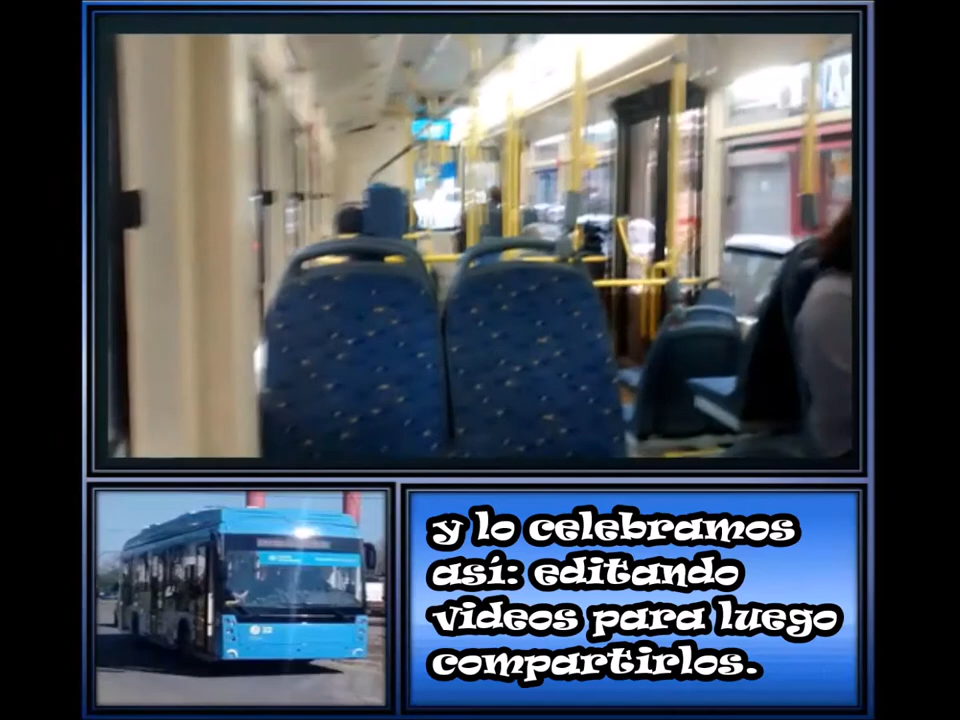 y lo celebramos
así: editando
videos para luego
compartirlos.